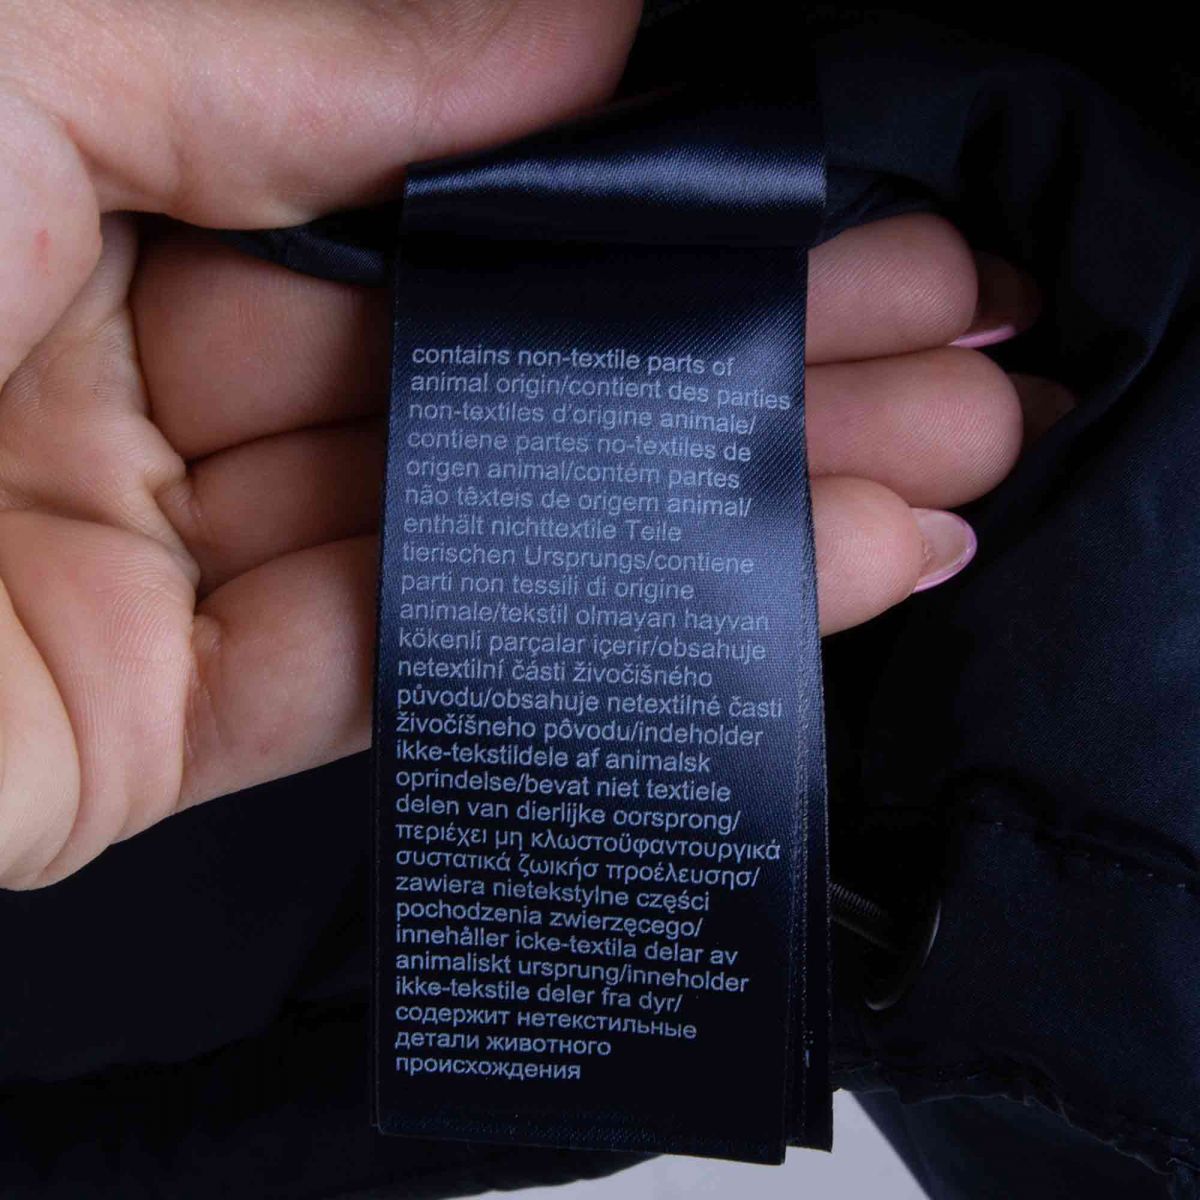 contains non-textile parts of
animal origin/contient des parties
non-textiles d'origine animale/
contiene partes no-textiles de
origen animal/contém partes
não têxteis de origem animal/
enthält nichttextile Teile
tierischen Ursprungs/contiene
parti non tessili di origine
animale/tekstil olmayan hayvan
kökenli parçalar içerir/obsahuje
netextilní části živočišného
původu/obsahuje netextilné časti
živočíšneho pôvodu/indeholder
ikke-tekstildele af animalsk
oprindelse/bevat niet textiele
delen van dierlijke oorsprong/
περιέχει μη κλωστοϋφαντουργικά
συστατικά ζωικήσ προέλευσησ/
zawiera nietekstylne części
pochodzenia zwierzęcego/
innehåller icke-textila delar av
animaliskt ursprung/inneholder
ikke-tekstile deler fra dyr/
содержит нетекстильные
детали животного
происхождения